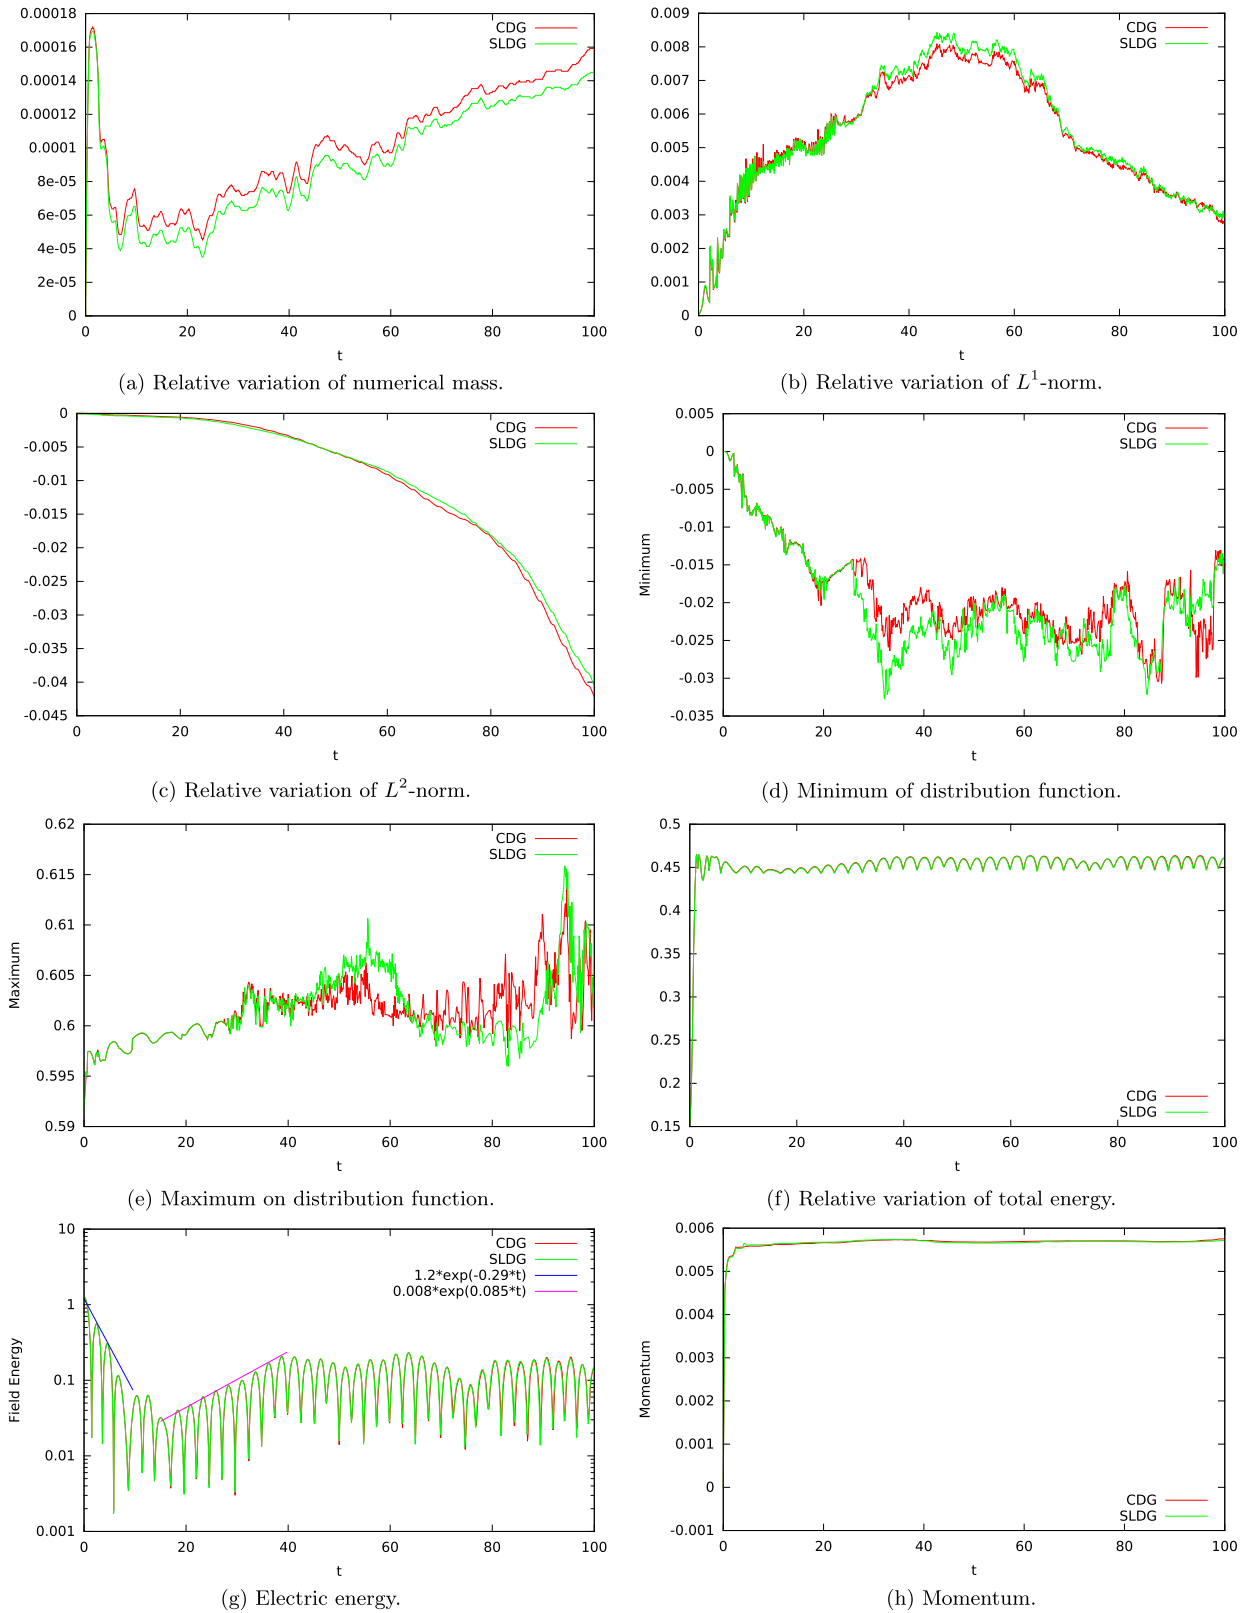 0.00018
0.00016
0.00014
0.00012
0.0001
8e-05
6e-05
4e-05
2e-05
0
0 20 40 60 80 100
t
CDG
SLDG
(a) Relative variation of numerical mass.
0.009
0.008
0.007
0.006
0.005
0.004
0.003
0.002
0.001
0
0 20 40 60 80 100
t
CDG
SLDG
(b) Relative variation of L¹-norm.
0
-0.005
-0.01
-0.015
-0.02
-0.025
-0.03
-0.035
-0.04
-0.045
0 20 40 60 80 100
t
CDG
SLDG
(c) Relative variation of L²-norm.
0.005
0
-0.005
-0.01
-0.015
-0.02
-0.025
-0.03
-0.035
Minimum
0 20 40 60 80 100
t
CDG
SLDG
(d) Minimum of distribution function.
0.62
0.615
0.61
0.605
0.6
0.595
0.59
Maximum
0 20 40 60 80 100
t
CDG
SLDG
(e) Maximum on distribution function.
0.5
0.45
0.4
0.35
0.3
0.25
0.2
0.15
0 20 40 60 80 100
t
CDG
SLDG
(f) Relative variation of total energy.
10
1
0.1
0.01
0.001
Field Energy
0 20 40 60 80 100
t
CDG
SLDG
1.2*exp(-0.29*t)
0.008*exp(0.085*t)
(g) Electric energy.
0.006
0.005
0.004
0.003
0.002
0.001
0
-0.001
Momentum
0 20 40 60 80 100
t
CDG
SLDG
(h) Momentum.